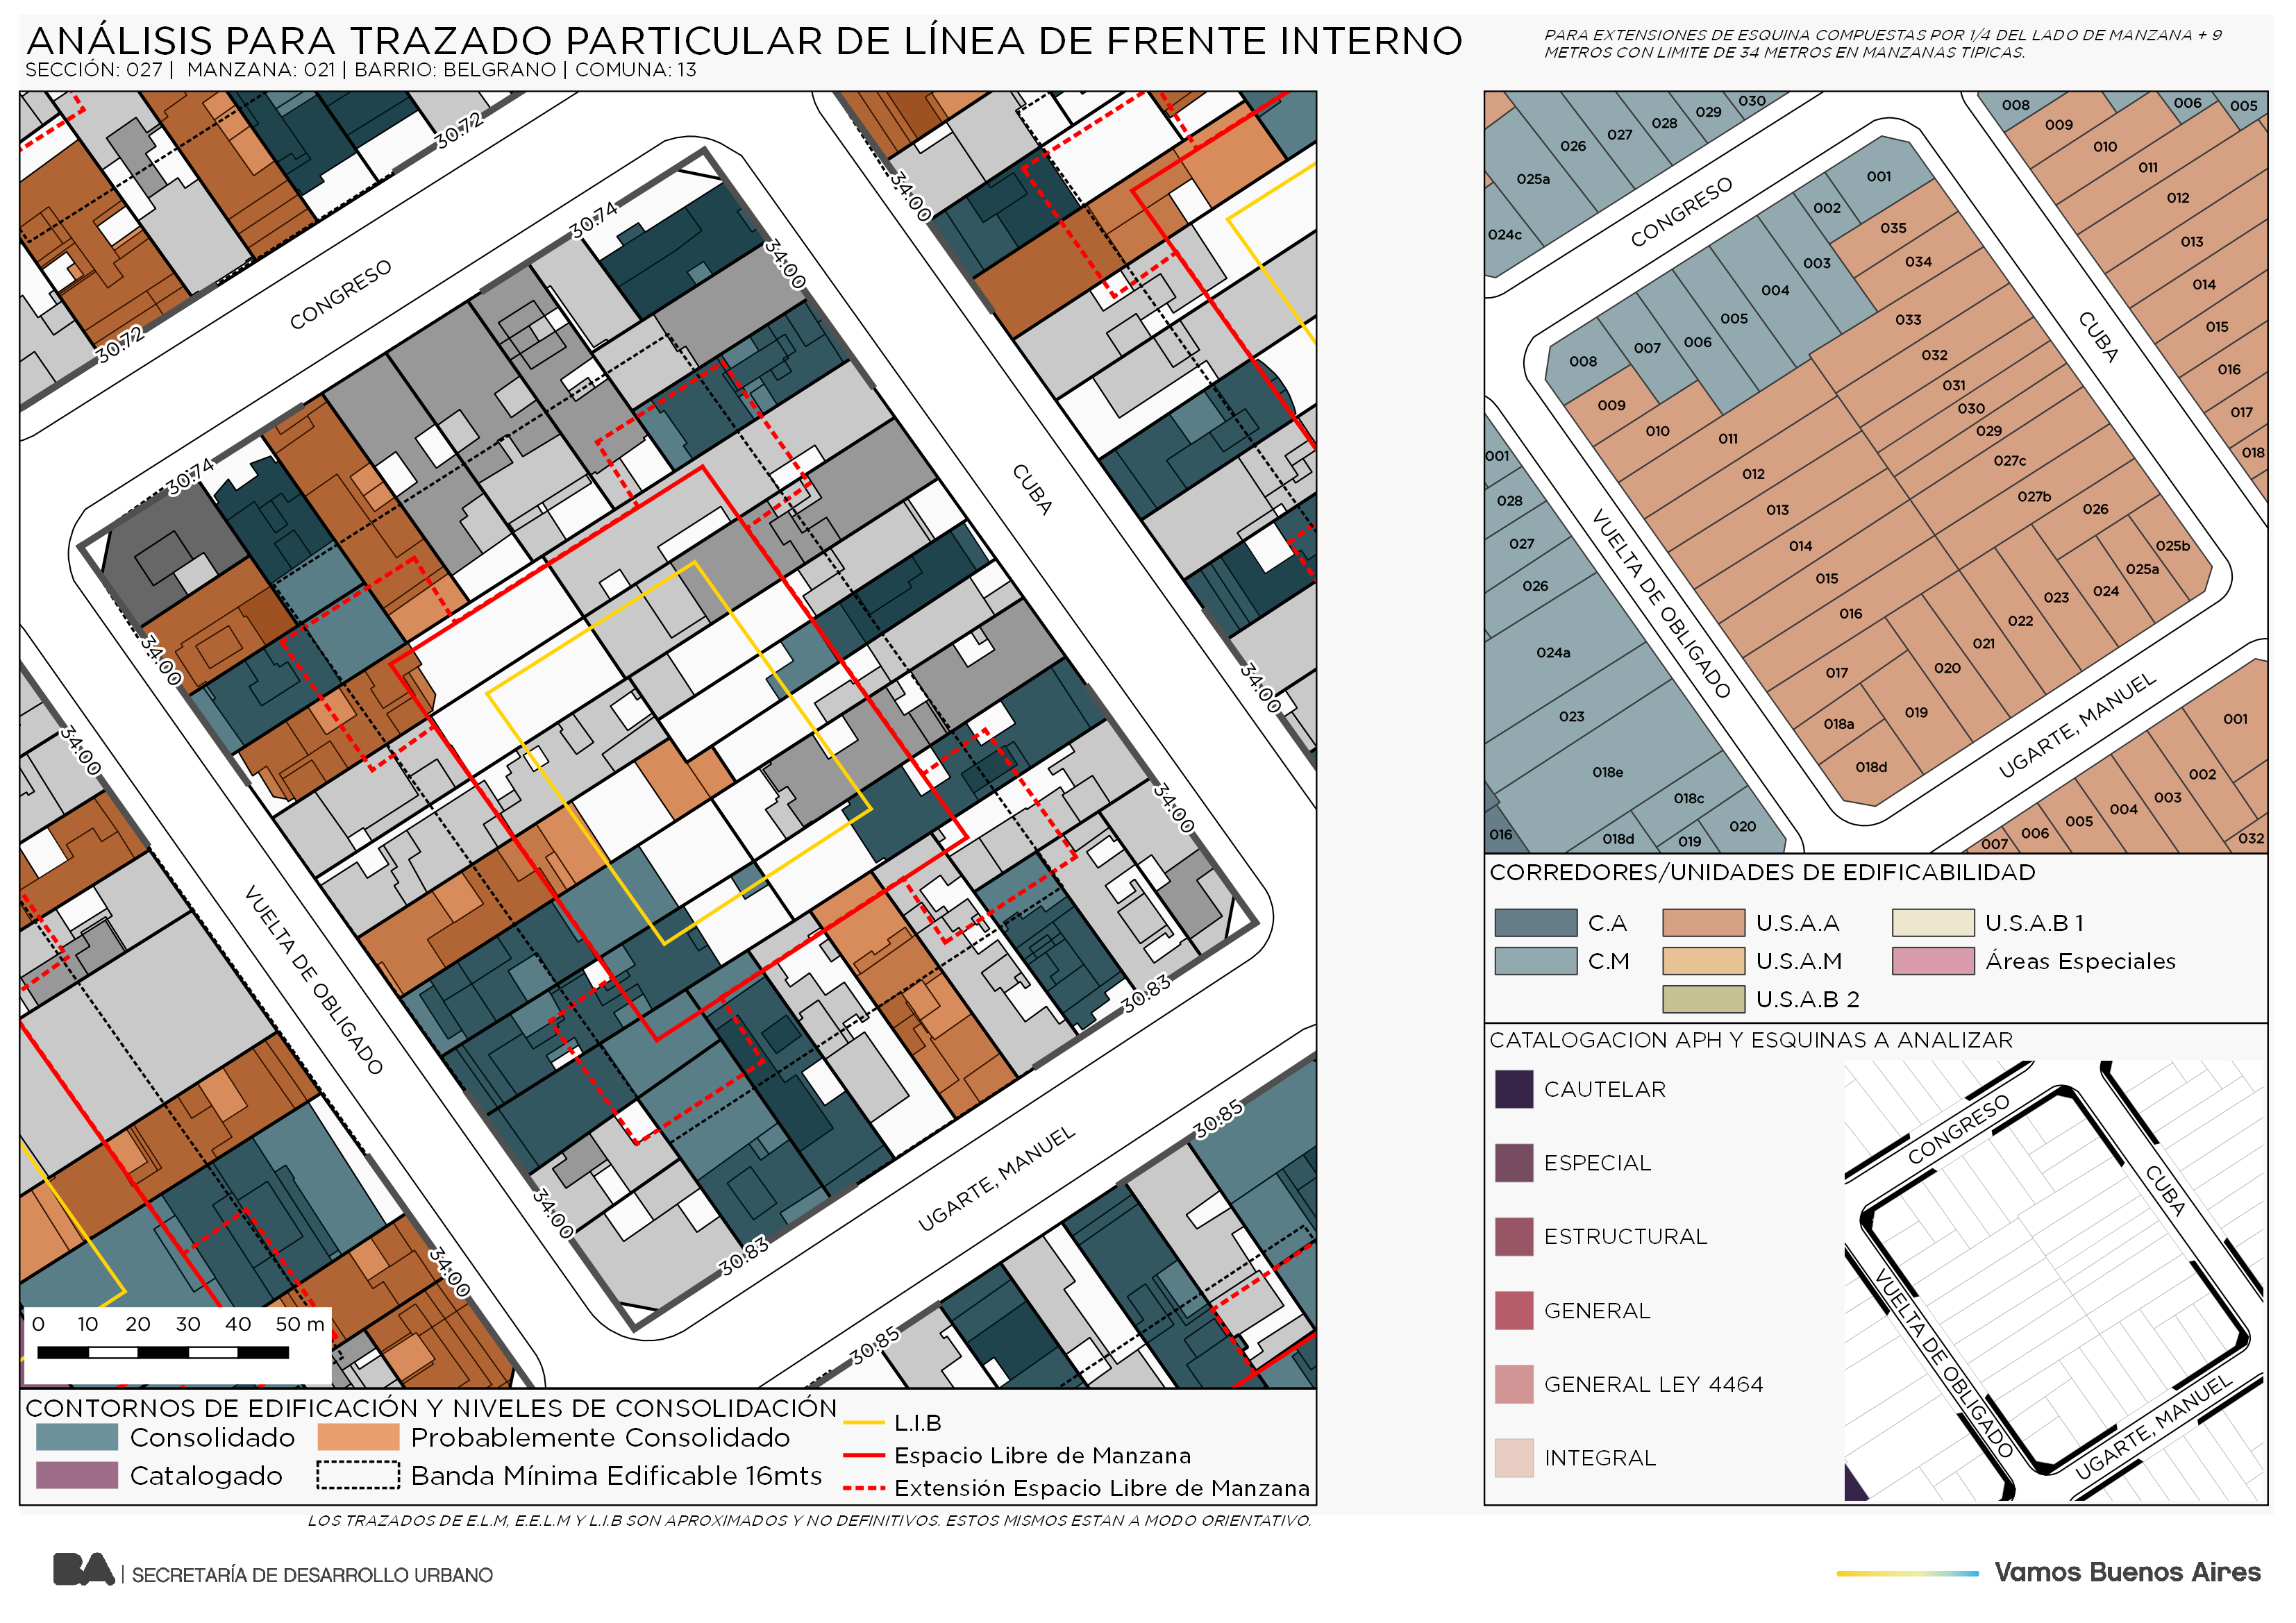 ANÁLISIS PARA TRAZADO PARTICULAR DE LÍNEA DE FRENTE INTERNO
SECCIÓN: 027 | MANZANA: 021 | BARRIO: BELGRANO | COMUNA: 13
PARA EXTENSIONES DE ESQUINA COMPUESTAS POR 1/4 DEL LADO DE MANZANA + 9
METROS CON LIMITE DE 34 METROS EN MANZANAS TIPICAS.
30.72
30.72
34.00
30.74
34.00
CONGRESO
30.74
CUBA
34.00
34.00
34.00
34.00
VUELTA DE OBLIGADO
30.83
34.00
30.83
UGARTE, MANUEL
30.85
34.00
30.85
0 10 20 30 40 50 m
CONTORNOS DE EDIFICACIÓN Y NIVELES DE CONSOLIDACIÓN
Consolidado
Probablemente Consolidado
Catalogado
Banda Mínima Edificable 16mts
L.I.B
Espacio Libre de Manzana
Extensión Espacio Libre de Manzana
LOS TRAZADOS DE E.L.M, E.E.L.M Y L.I.B SON APROXIMADOS Y NO DEFINITIVOS. ESTOS MISMOS ESTAN A MODO ORIENTATIVO.
025a
026
027
028
029
030
024c
008
006
005
009
010
011
012
013
014
015
016
017
018
CONGRESO
CUBA
001
002
035
003
034
004
005
033
006
007
008
032
031
009
030
010
029
011
027c
012
027b
013
026
014
025b
015
025a
016
024
023
022
021
020
017
019
018a
018d
VUELTA DE OBLIGADO
UGARTE, MANUEL
001
028
027
026
024a
023
018e
018c
018d
019
020
016
001
002
003
004
005
006
007
032
CORREDORES/UNIDADES DE EDIFICABILIDAD
C.A
U.S.A.A
U.S.A.B 1
C.M
U.S.A.M
Áreas Especiales
U.S.A.B 2
CATALOGACION APH Y ESQUINAS A ANALIZAR
CAUTELAR
ESPECIAL
ESTRUCTURAL
GENERAL
GENERAL LEY 4464
INTEGRAL
CONGRESO
CUBA
VUELTA DE OBLIGADO
UGARTE, MANUEL
BA | SECRETARÍA DE DESARROLLO URBANO
Vamos Buenos Aires